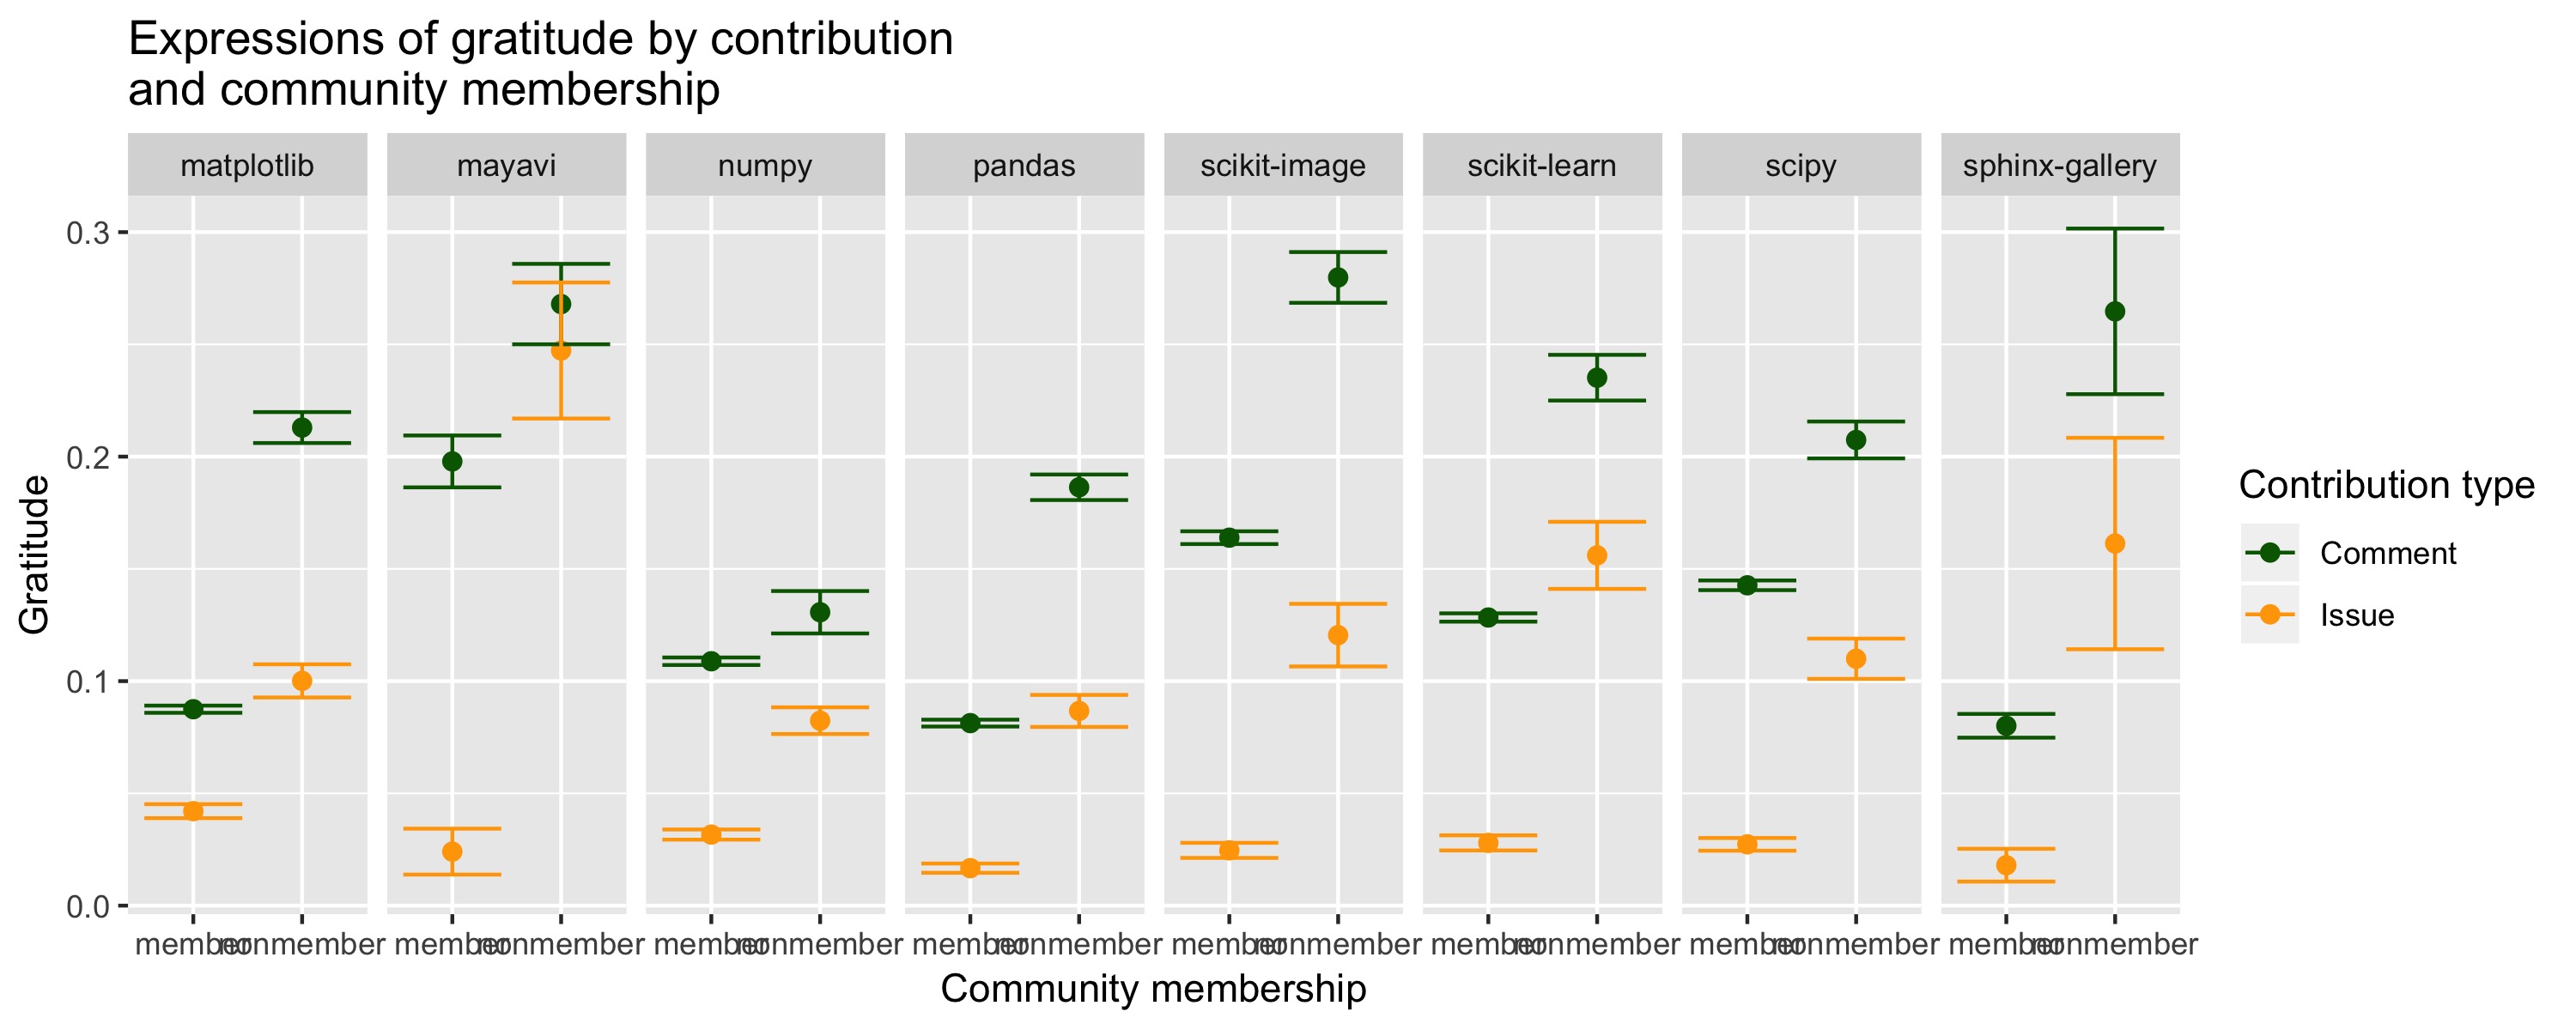 Expressions of gratitude by contribution
and community membership
matplotlib mayavi numpy pandas scikit-image scikit-learn scipy sphinx-gallery
0.3
0.2
0.1
0.0
Gratitude
member nonmember member nonmember member nonmember member nonmember member nonmember member nonmember member nonmember member nonmember
Community membership
Contribution type
Comment
Issue